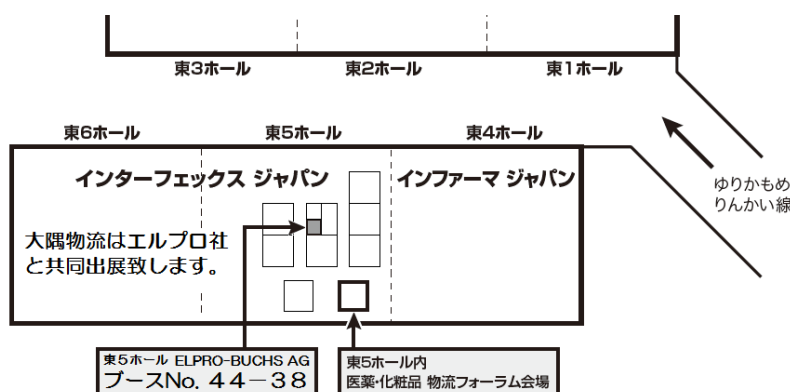 東3ホール
東2ホール
東1ホール
東6ホール
東5ホール
東4ホール
インターフェックス ジャパン
インファーマ ジャパン
ゆりかもめ
りんかい線
大隅物流はエルプロ社
と共同出展致します。
東5ホール ELPRO-BUCHS AG
ブースNo. 44−38
東5ホール内
医薬・化粧品 物流フォーラム会場